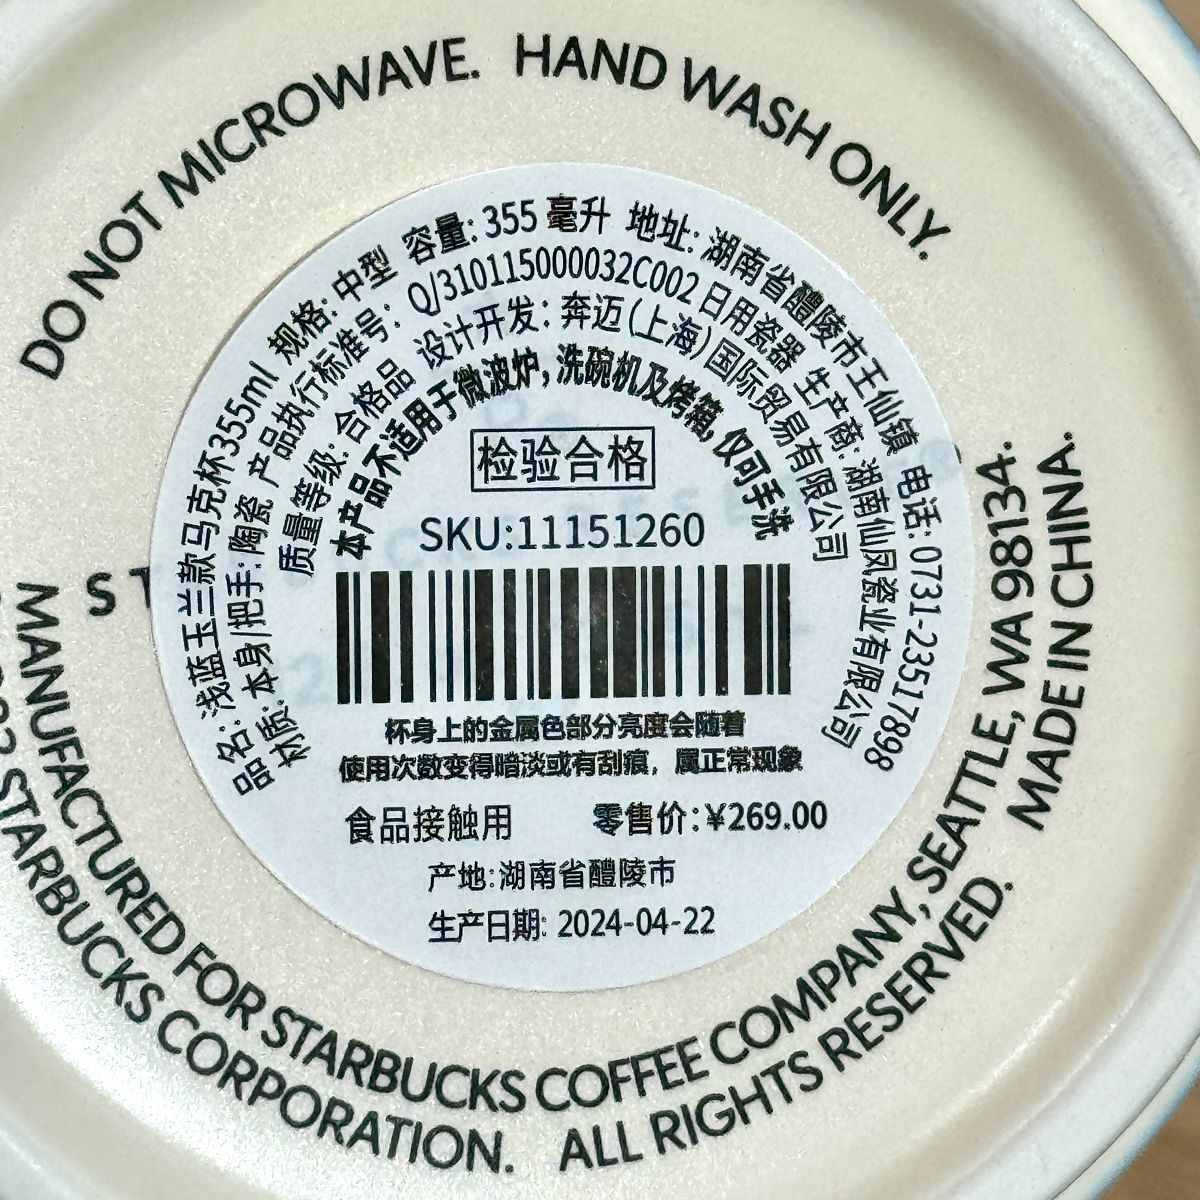 DO NOT MICROWAVE. HAND WASH ONLY.
品名: 浅蓝玉兰款马克杯355ml 规格: 中型 容量: 355 毫升 地址: 湖南省醴陵市王仙镇 电话: 0731-23517898
材质: 本身/把手: 陶瓷 产品执行标准号: Q/310115000032C002 日用瓷器 生产商: 湖南仙凤瓷业有限公司
质量等级: 合格品 设计开发: 奔迈(上海)国际贸易有限公司
本产品不适用于微波炉, 洗碗机及烤箱, 仅可手洗
检验合格
SKU:11151260
杯身上的金属色部分亮度会随着
使用次数变得暗淡或有刮痕，属正常现象
食品接触用 零售价:¥269.00
产地:湖南省醴陵市
生产日期: 2024-04-22
S T
MANUFACTURED FOR STARBUCKS COFFEE COMPANY, SEATTLE, WA 98134.
STARBUCKS CORPORATION. ALL RIGHTS RESERVED. MADE IN CHINA.